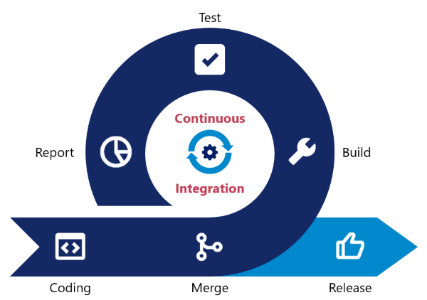 Test
Continuous
Report
Build
Integration
Coding
Merge
Release